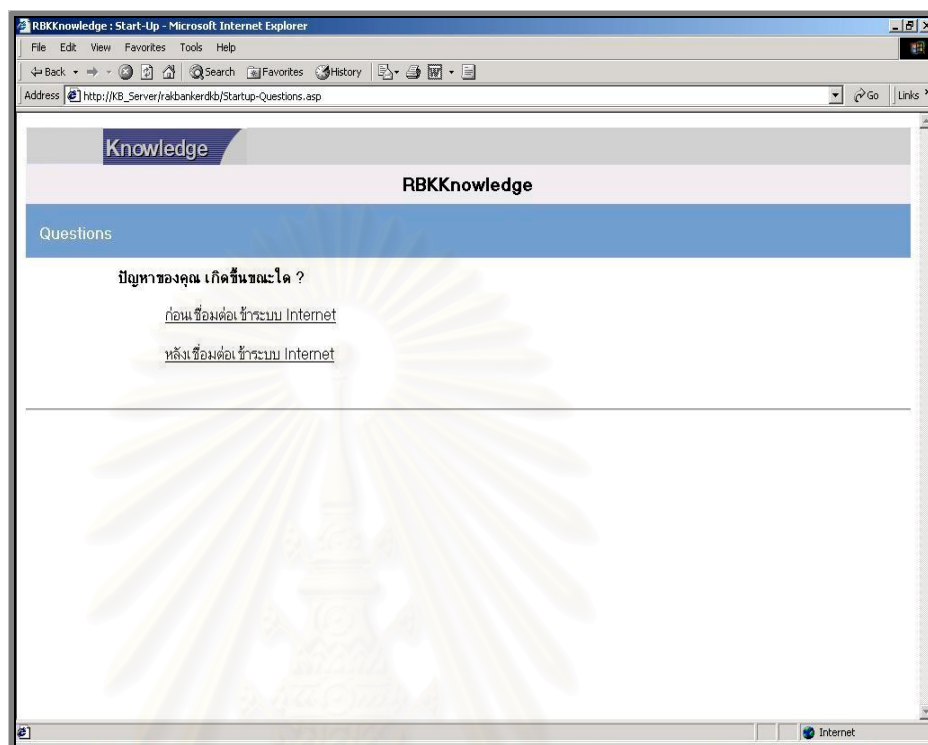 RBKKnowledge : Start-Up - Microsoft Internet Explorer
File Edit View Favorites Tools Help
Back Search Favorites History
Address http://KB_Server/rakbankerdkb/Startup-Questions.asp Go Links
Knowledge
RBKKnowledge
Questions
ปัญหาของคุณ เกิดขึ้นขณะใด ?
ก่อนเชื่อมต่อเข้าระบบ Internet
หลังเชื่อมต่อเข้าระบบ Internet
Internet